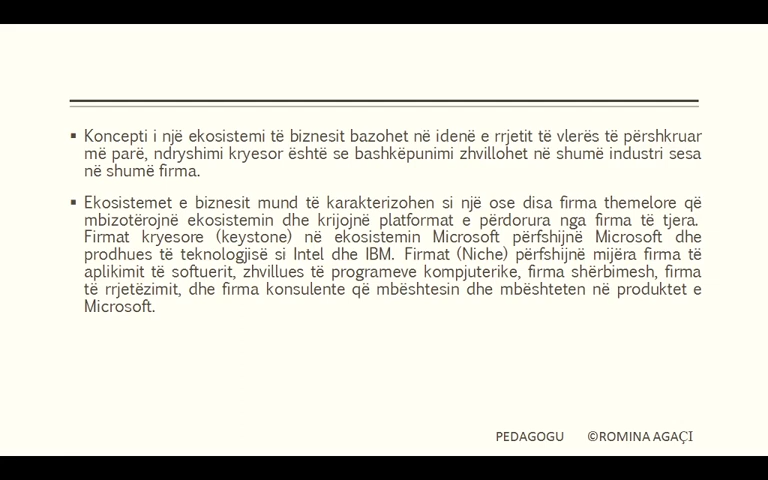 ▪ Koncepti i një ekosistemi të biznesit bazohet në idenë e rrjetit të vlerës të përshkruar
më parë, ndryshimi kryesor është se bashkëpunimi zhvillohet në shumë industri sesa
në shumë firma.
▪ Ekosistemet e biznesit mund të karakterizohen si një ose disa firma themelore që
mbizotërojnë ekosistemin dhe krijojnë platformat e përdorura nga firma të tjera.
Firmat kryesore (keystone) në ekosistemin Microsoft përfshijnë Microsoft dhe
prodhues të teknologjisë si Intel dhe IBM. Firmat (Niche) përfshijnë mijëra firma të
aplikimit të softuerit, zhvillues të programeve kompjuterike, firma shërbimesh, firma
të rrjetëzimit, dhe firma konsulente që mbështesin dhe mbështeten në produktet e
Microsoft.
PEDAGOGU ©ROMINA AGAÇI